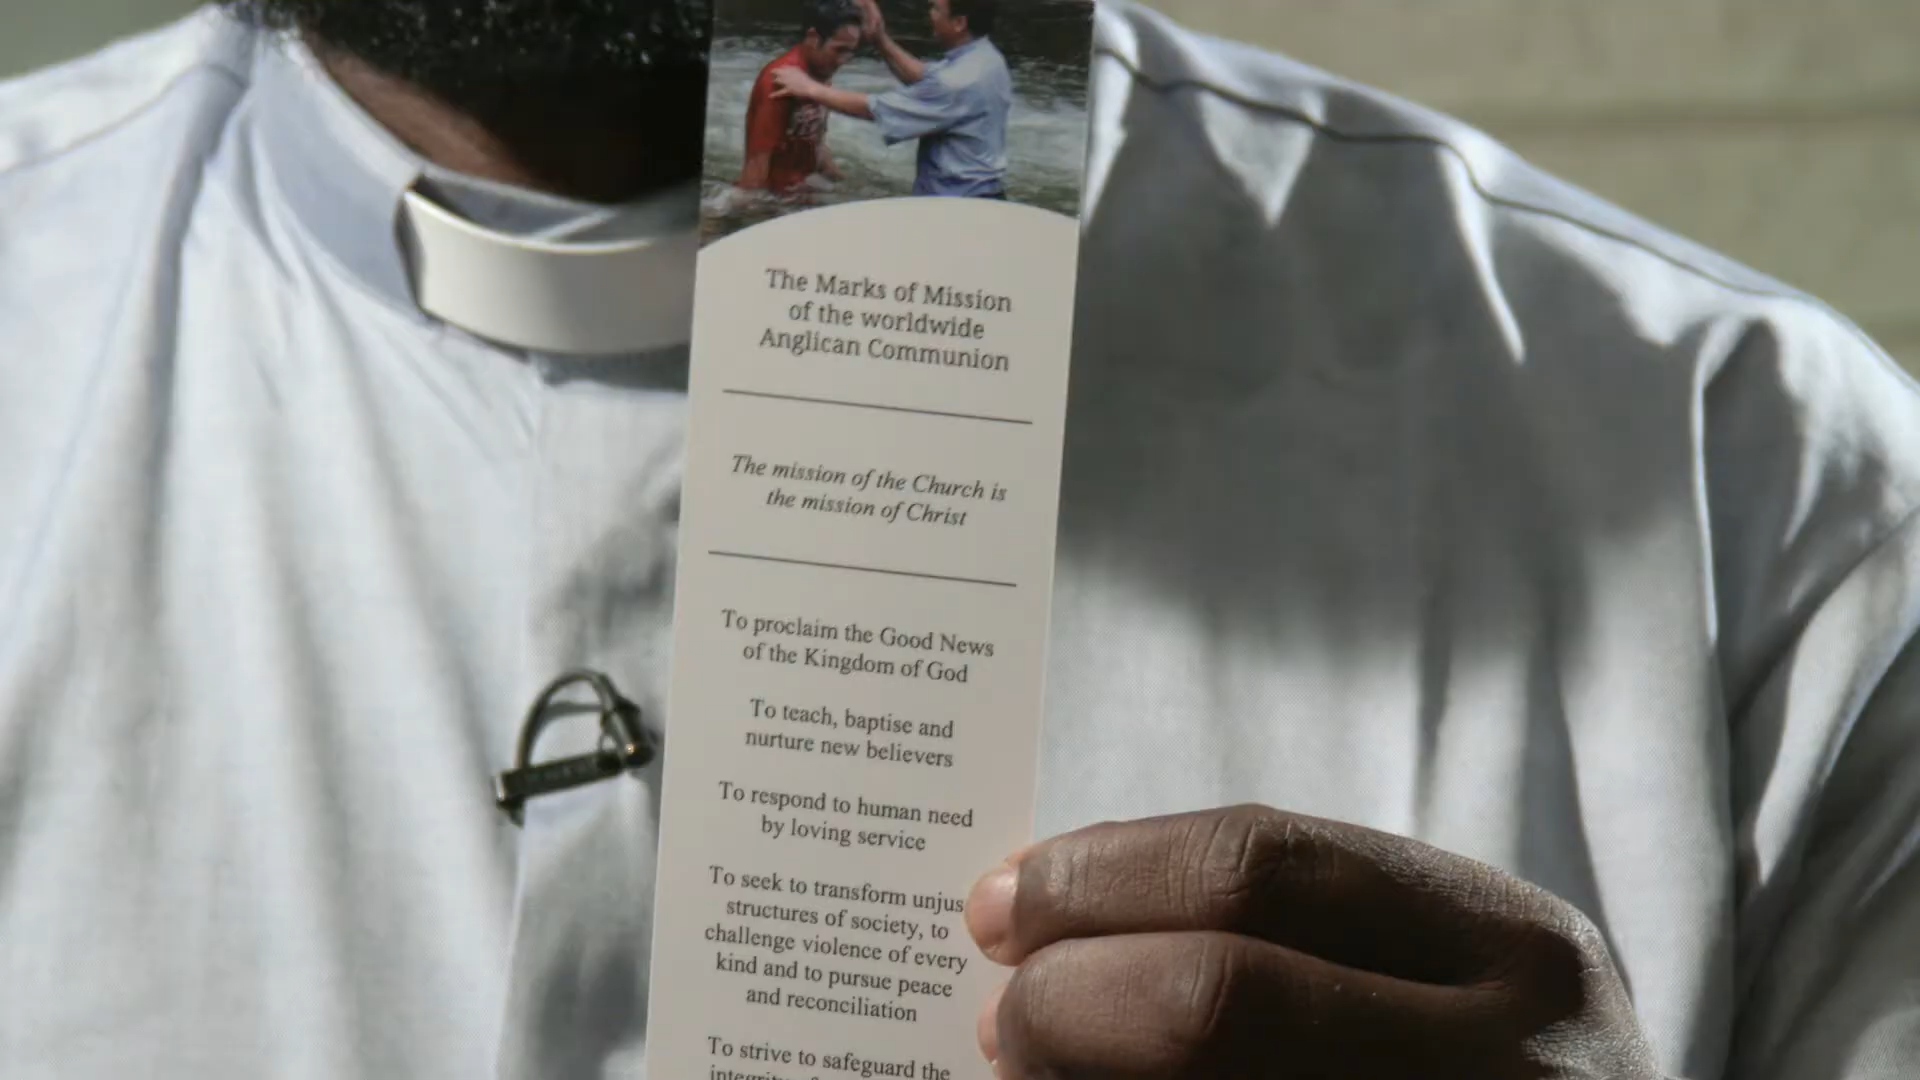 The Marks of Mission
of the worldwide
Anglican Communion
The mission of the Church is
the mission of Christ
To proclaim the Good News
of the Kingdom of God
To teach, baptise and
nurture new believers
To respond to human need
by loving service
To seek to transform unjus
structures of society, to
challenge violence of every
kind and to pursue peace
and reconciliation
To strive to safeguard the
integrity